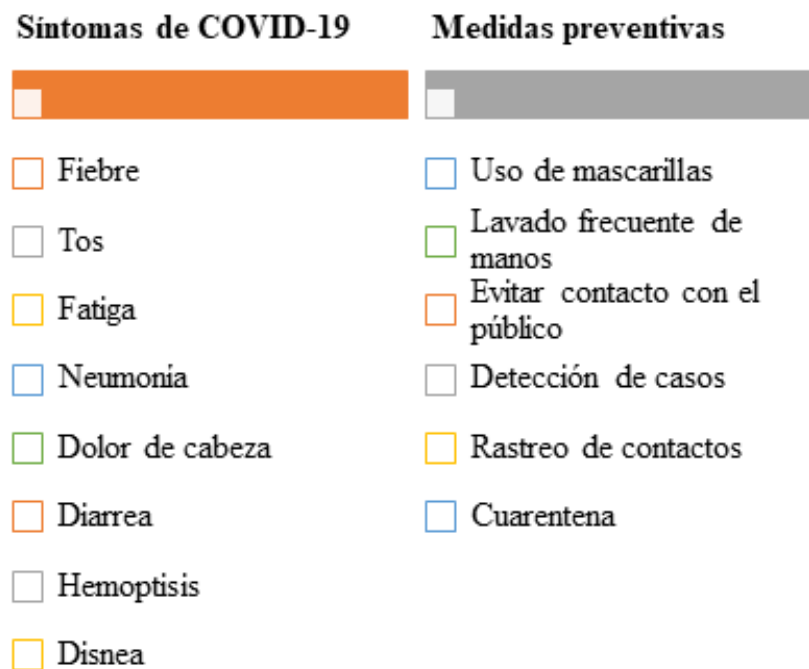 Síntomas de COVID-19
Fiebre
Tos
Fatiga
Neumonía
Dolor de cabeza
Diarrea
Hemoptisis
Disnea
Medidas preventivas
Uso de mascarillas
Lavado frecuente de
manos
Evitar contacto con el
público
Detección de casos
Rastreo de contactos
Cuarentena